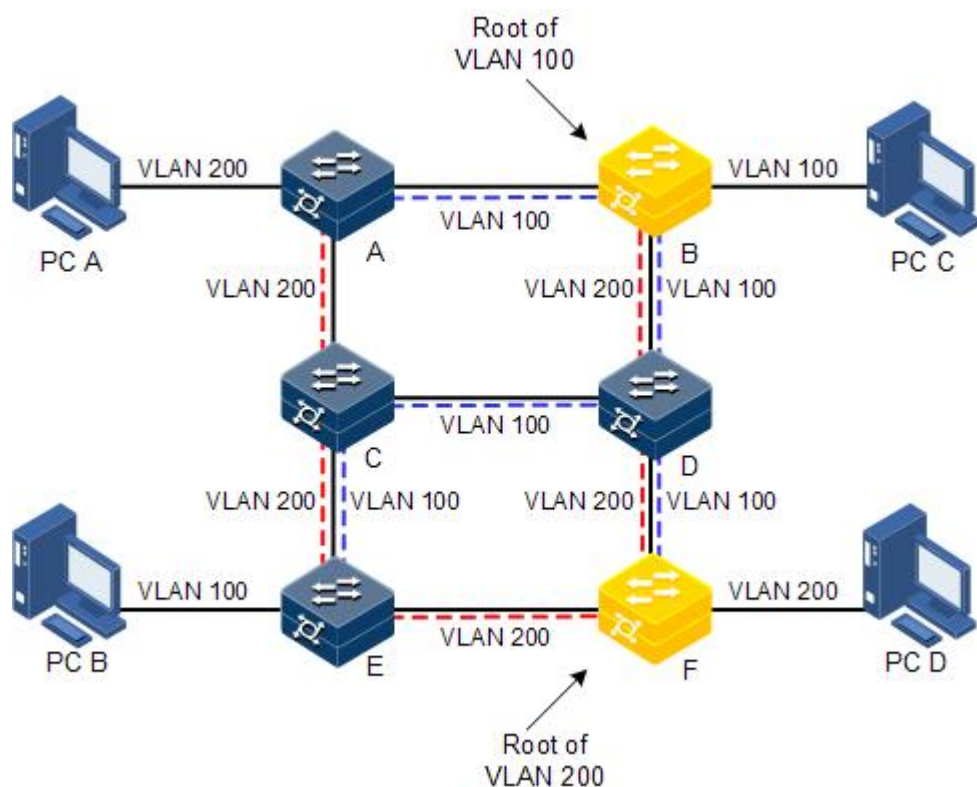 Root of
VLAN 100
VLAN 200
VLAN 100
VLAN 100
PC A
A
B
PC C
VLAN 200
VLAN 200
VLAN 100
VLAN 100
C
D
VLAN 200
VLAN 100
VLAN 200
VLAN 100
VLAN 100
VLAN 200
VLAN 200
PC B
E
F
PC D
Root of
VLAN 200